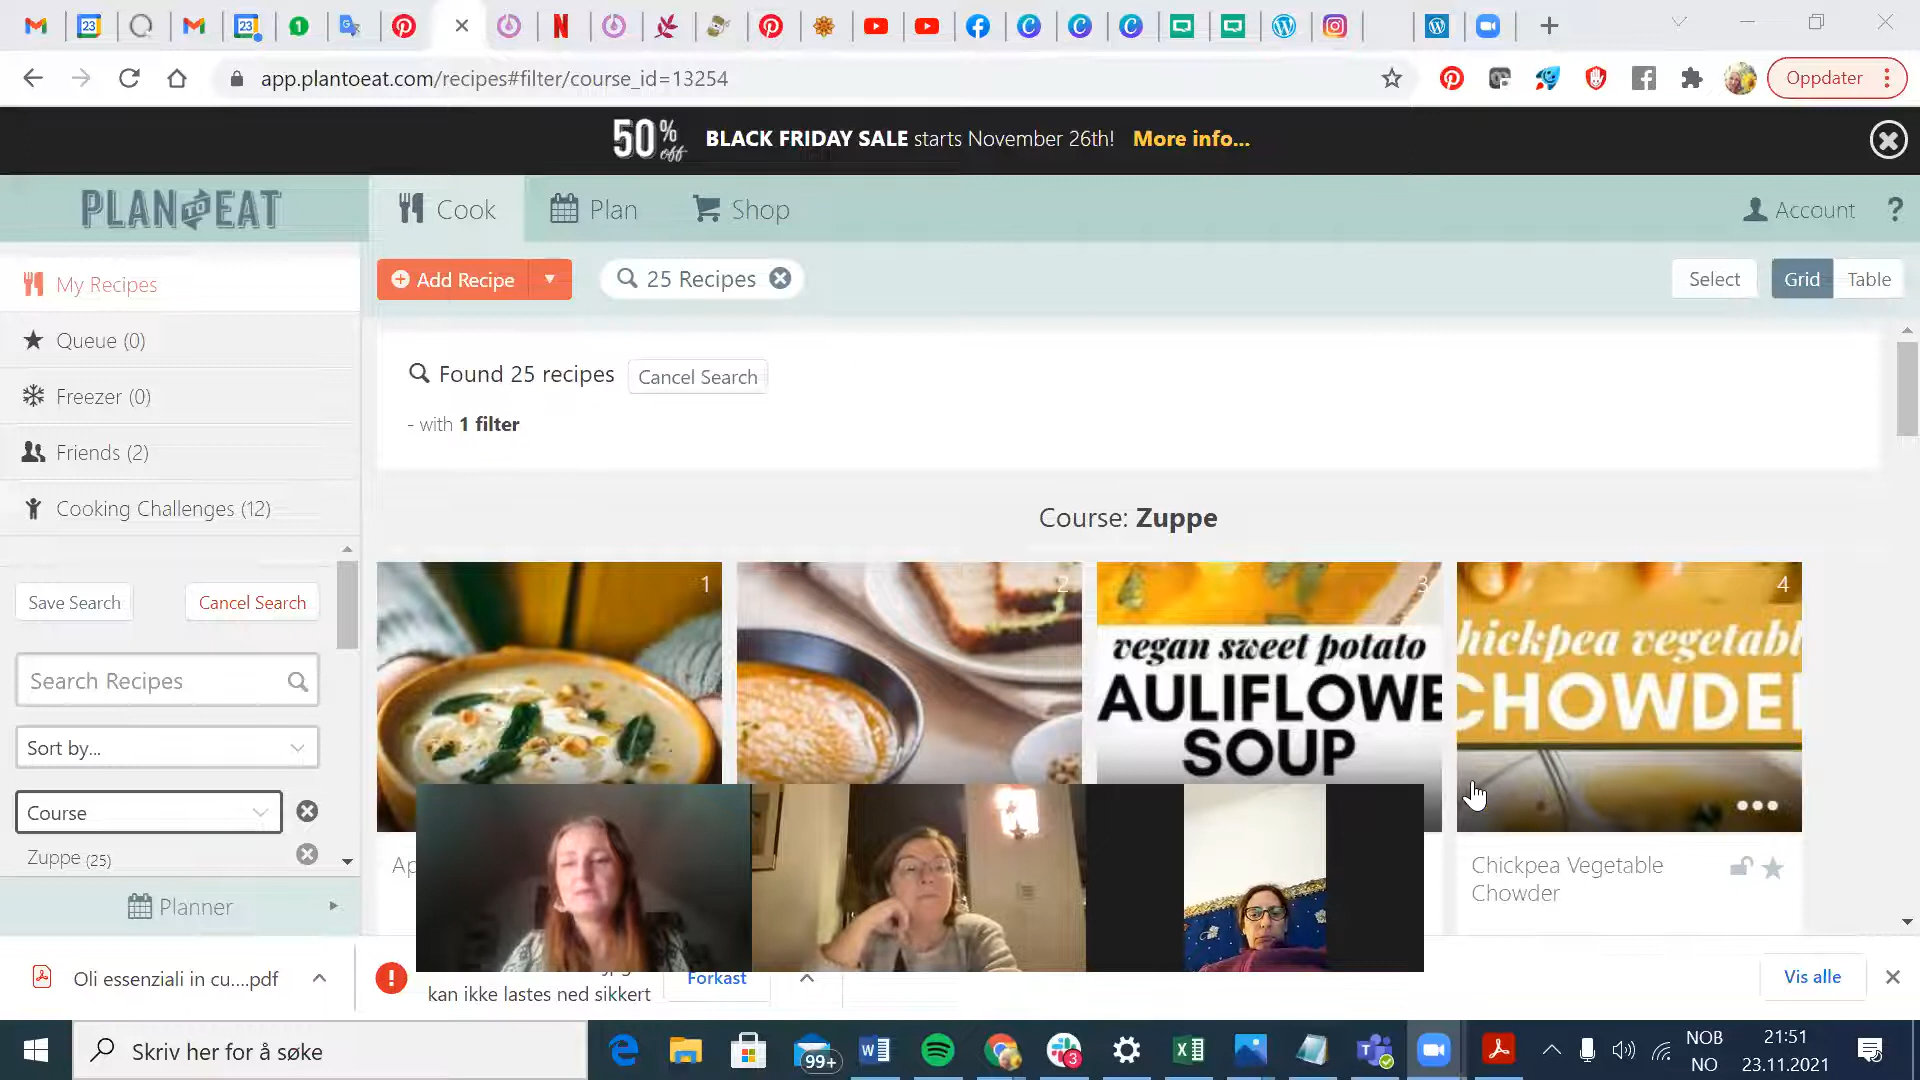 app.plantoeat.com/recipes#filter/course_id=13254
Oppdater
50% off BLACK FRIDAY SALE starts November 26th! More info...
PLAN TO EAT
Cook
Plan
Shop
Account
?
My Recipes
Add Recipe
25 Recipes
Select
Grid
Table
Queue (0)
Freezer (0)
Friends (2)
Cooking Challenges (12)
Found 25 recipes
Cancel Search
- with 1 filter
Course: Zuppe
Save Search
Cancel Search
Search Recipes
Sort by...
Course
Zuppe (25)
Planner
1
2
3
4
vegan sweet potato
AULIFLOWE
SOUP
hickpea vegetabl
CHOWDE
Ap
Chickpea Vegetable
Chowder
Oli essenziali in cu....pdf
kan ikke lastes ned sikkert
Forkast
Vis alle
Skriv her for å søke
99+
3
NOB
NO
21:51
23.11.2021